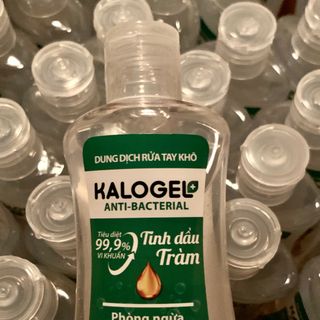 DUNG DỊCH RỬA TAY KHÔ
KALOGEL+
ANTI-BACTERIAL
Tiêu diệt
99,9%
VI KHUẨN
Tinh dầu
Tràm
Phòng ngừa